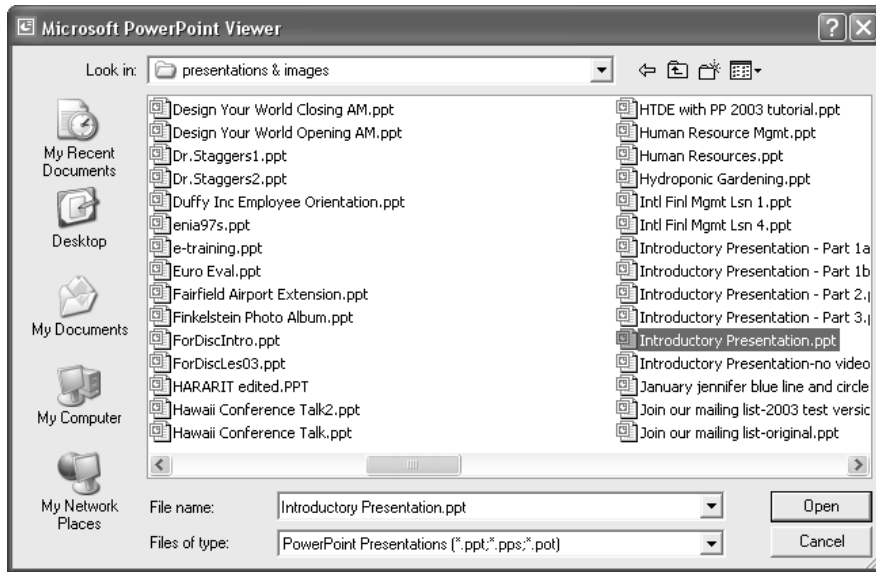 Microsoft PowerPoint Viewer
Look in: presentations & images
My Recent
Documents
Desktop
My Documents
My Computer
My Network
Places
Design Your World Closing AM.ppt
Design Your World Opening AM.ppt
Dr.Staggers1.ppt
Dr.Staggers2.ppt
Duffy Inc Employee Orientation.ppt
enia97s.ppt
e-training.ppt
Euro Eval.ppt
Fairfield Airport Extension.ppt
Finkelstein Photo Album.ppt
ForDiscIntro.ppt
ForDiscLes03.ppt
HARARIT edited.PPT
Hawaii Conference Talk2.ppt
Hawaii Conference Talk.ppt
HTDE with PP 2003 tutorial.ppt
Human Resource Mgmt.ppt
Human Resources.ppt
Hydroponic Gardening.ppt
Intl Finl Mgmt Lsn 1.ppt
Intl Finl Mgmt Lsn 4.ppt
Introductory Presentation - Part 1a
Introductory Presentation - Part 1b
Introductory Presentation - Part 2.
Introductory Presentation - Part 3.
Introductory Presentation.ppt
Introductory Presentation-no video
January jennifer blue line and circle
Join our mailing list-2003 test versic
Join our mailing list-original.ppt
File name: Introductory Presentation.ppt Open
Files of type: PowerPoint Presentations (*.ppt;*.pps;*.pot) Cancel